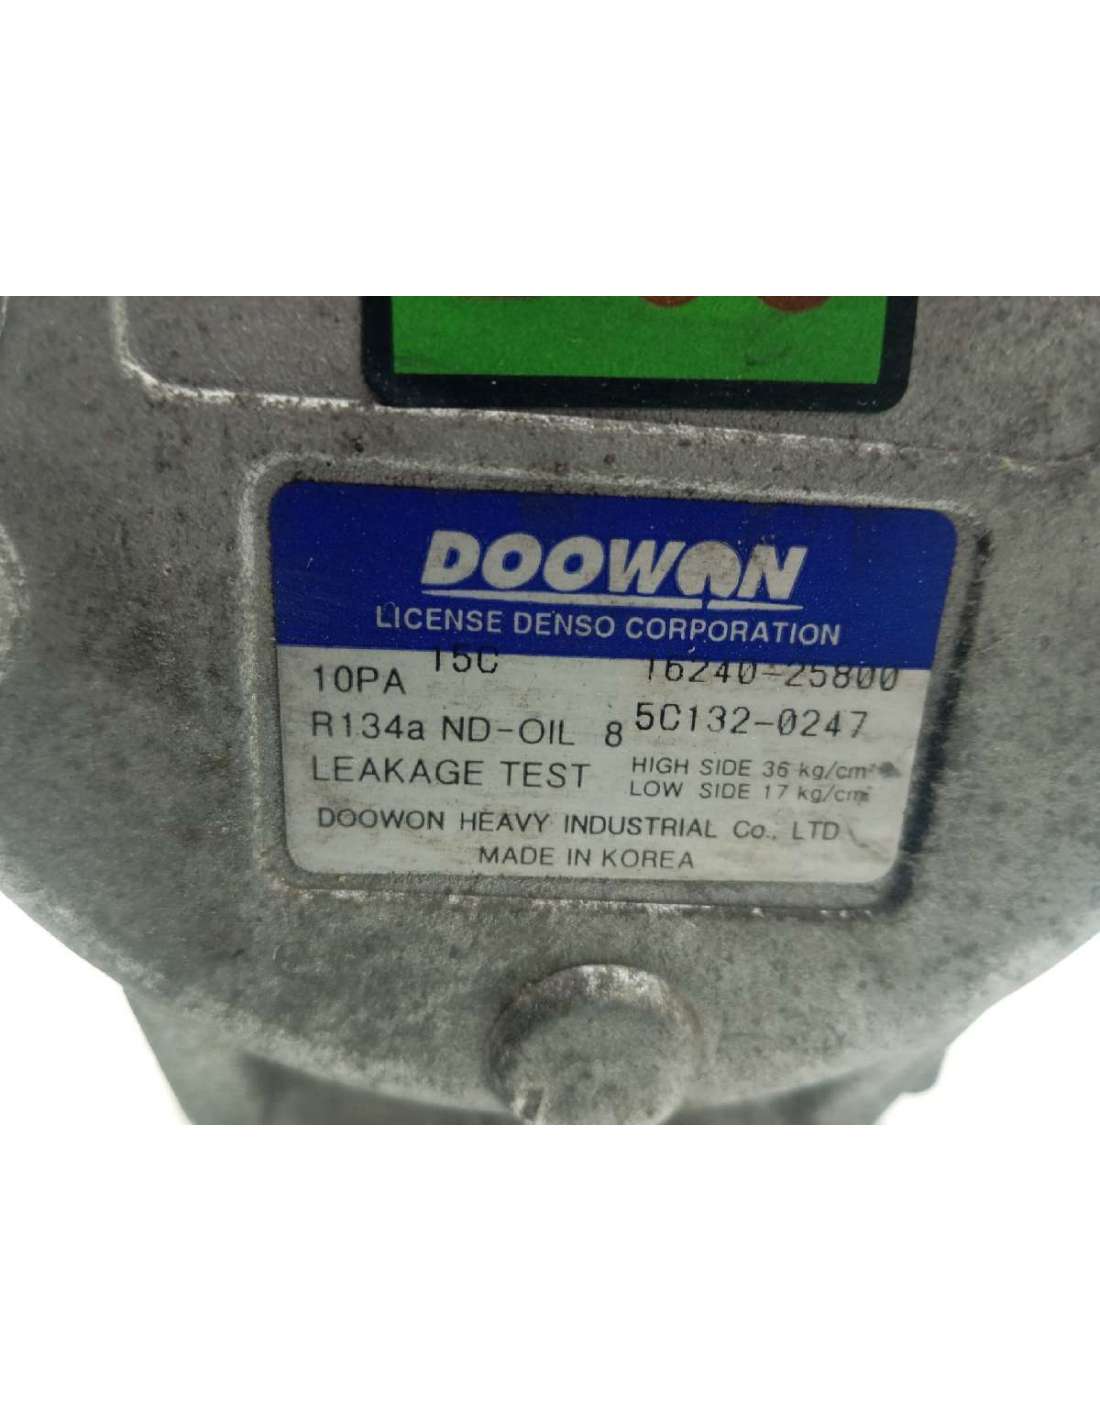 DOOWON
LICENSE DENSO CORPORATION
10PA 15C 16240-25800
R134a ND-OIL 8 5C132-0247
LEAKAGE TEST HIGH SIDE 36 kg/cm²
LOW SIDE 17 kg/cm²
DOOWON HEAVY INDUSTRIAL Co., LTD
MADE IN KOREA